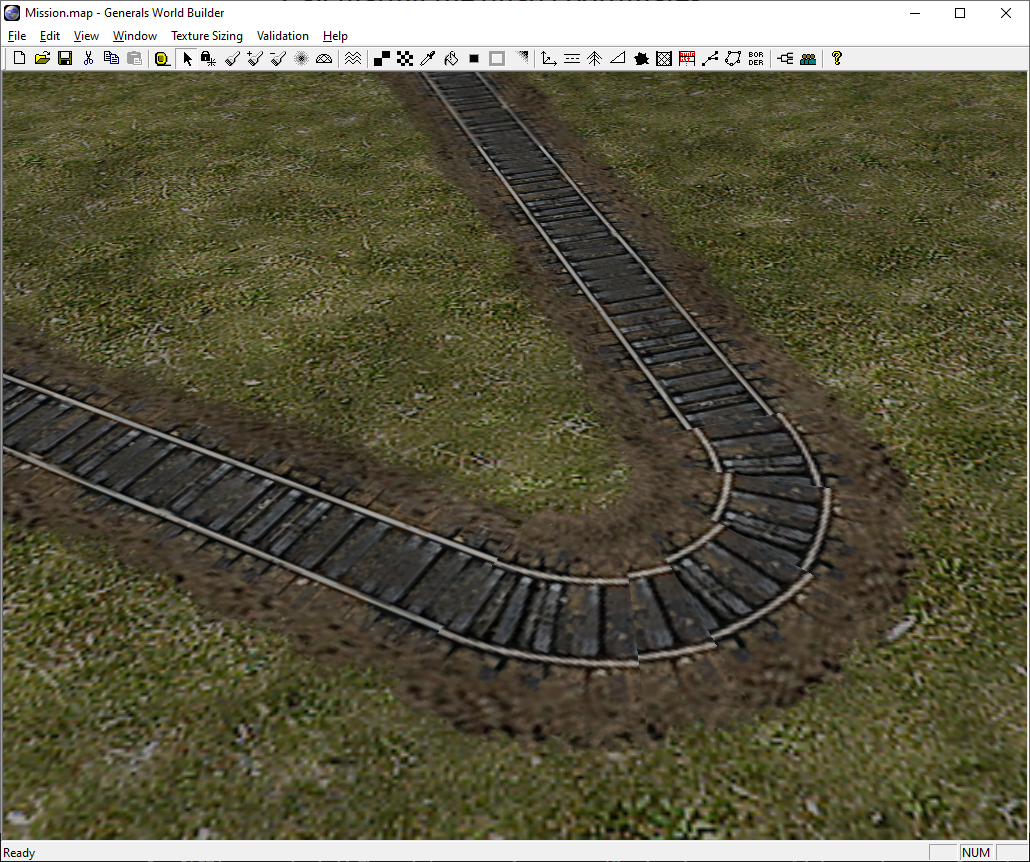 Mission.map - Generals World Builder
File Edit View Window Texture Sizing Validation Help
BOR
DER
Ready
NUM